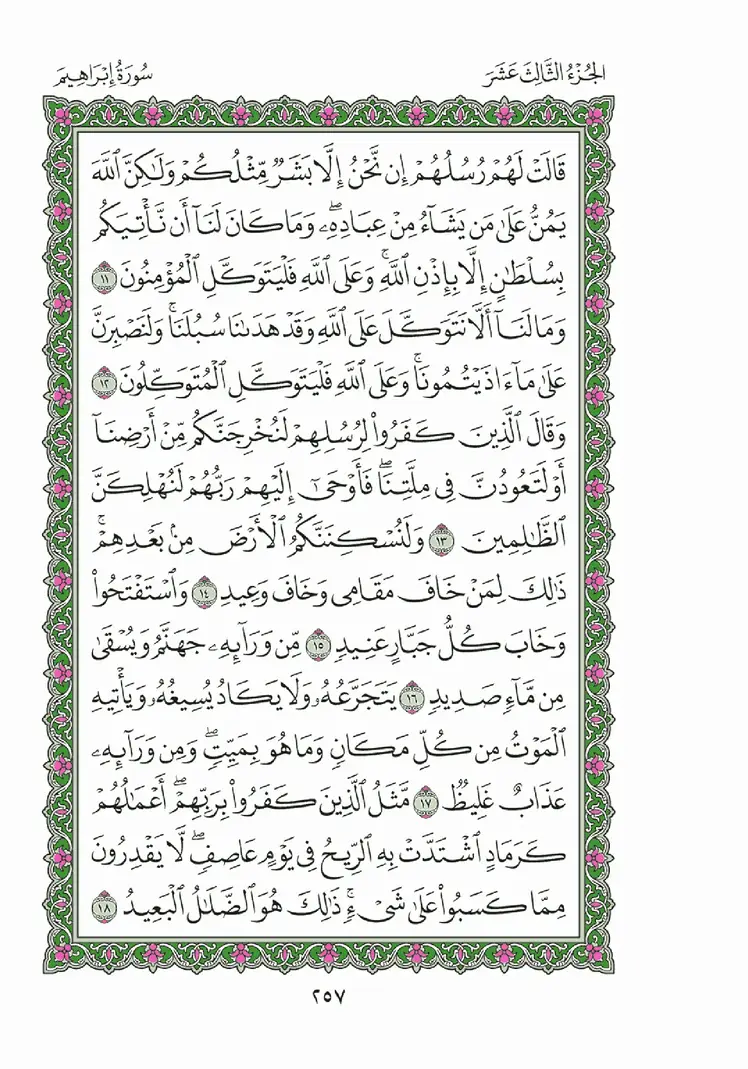 الجُزْءُ الثَّالِثَ عَشَرَ
سُورَةُ إِبْرَاهِيمَ
قَالَتْ لَهُمْ رُسُلُهُمْ إِن نَّحْنُ إِلَّا بَشَرٌ مِّثْلُكُمْ وَلَـٰكِنَّ ٱللَّهَ
يَمُنُّ عَلَىٰ مَن يَشَآءُ مِنْ عِبَادِهِۦۖ وَمَا كَانَ لَنَآ أَن نَّأْتِيَكُم
بِسُلْطَـٰنٍ إِلَّا بِإِذْنِ ٱللَّهِۚ وَعَلَى ٱللَّهِ فَلْيَتَوَكَّلِ ٱلْمُؤْمِنُونَ ١١
وَمَا لَنَآ أَلَّا نَتَوَكَّلَ عَلَى ٱللَّهِ وَقَدْ هَدَىٰنَا سُبُلَنَاۚ وَلَنَصْبِرَنَّ
عَلَىٰ مَآ ءَاذَيْتُمُونَاۚ وَعَلَى ٱللَّهِ فَلْيَتَوَكَّلِ ٱلْمُتَوَكِّلُونَ ١٢
وَقَالَ ٱلَّذِينَ كَفَرُوا۟ لِرُسُلِهِمْ لَنُخْرِجَنَّكُم مِّنْ أَرْضِنَآ
أَوْ لَتَعُودُنَّ فِى مِلَّتِنَاۖ فَأَوْحَىٰٓ إِلَيْهِمْ رَبُّهُمْ لَنُهْلِكَنَّ
ٱلظَّـٰلِمِينَ ١٣ وَلَنُسْكِنَنَّكُمُ ٱلْأَرْضَ مِنۢ بَعْدِهِمْۚ
ذَٰلِكَ لِمَنْ خَافَ مَقَامِى وَخَافَ وَعِيدِ ١٤ وَٱسْتَفْتَحُوا۟
وَخَابَ كُلُّ جَبَّارٍ عَنِيدٍ ١٥ مِّن وَرَآئِهِۦ جَهَنَّمُ وَيُسْقَىٰ
مِن مَّآءٍ صَدِيدٍ ١٦ يَتَجَرَّعُهُۥ وَلَا يَكَادُ يُسِيغُهُۥ وَيَأْتِيهِ
ٱلْمَوْتُ مِن كُلِّ مَكَانٍ وَمَا هُوَ بِمَيِّتٍۖ وَمِن وَرَآئِهِۦ
عَذَابٌ غَلِيظٌ ١٧ مَّثَلُ ٱلَّذِينَ كَفَرُوا۟ بِرَبِّهِمْۖ أَعْمَـٰلُهُمْ
كَرَمَادٍ ٱشْتَدَّتْ بِهِ ٱلرِّيحُ فِى يَوْمٍ عَاصِفٍۖ لَّا يَقْدِرُونَ
مِمَّا كَسَبُوا۟ عَلَىٰ شَىْءٍۚ ذَٰلِكَ هُوَ ٱلضَّلَـٰلُ ٱلْبَعِيدُ ١٨
٢٥٧